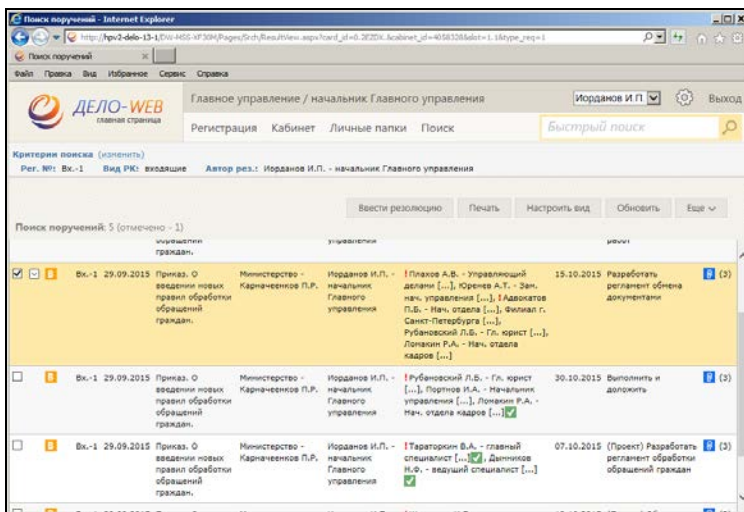 Поиск поручений - Internet Explorer
http://hpv2-delo-13-1/
Поиск поручений
Файл Правка Вид Избранное Сервис Справка
ДЕЛО-WEB
главная страница
Главное управление / начальник Главного управления
Иорданов И.П.
Выход
Регистрация Кабинет Личные папки Поиск
Быстрый поиск
Критерии поиска (изменить)
Рег. №: Вх.-1 Вид РК: входящие Автор рез.: Иорданов И.П. - начальник Главного управления
Ввести резолюцию Печать Настроить вид Обновить Еще
Поиск поручений: 5 (отмечено - 1)
обращений управления работ
граждан.
В Вх.-1 29.09.2015 Приказ. О Министерство - Иорданов И.П. - !Плахов А.В. - Управляющий 15.10.2015 Разработать (3)
введении новых Карначеенков П.Р. начальник делами [...], Юренев А.Т. - Зам. регламент обмена
правил обработки Главного нач. управления [...], !Адвокатов документами
обращений управления П.Б. - Нач. отдела [...], Филиал г.
граждан. Санкт-Петербурга [...],
Рубановский Л.Б. - Гл. юрист [...],
Ломакин Р.А. - Нач. отдела
кадров [...]
В Вх.-1 29.09.2015 Приказ. О Министерство - Иорданов И.П. - !Рубановский Л.Б. - Гл. юрист 30.10.2015 Выполнить и (3)
введении новых Карначеенков П.Р. начальник [...], Портнов И.А. - Начальник доложить
правил обработки Главного управления [...], Ломакин Р.А. -
обращений управления Нач. отдела кадров [...]
граждан.
В Вх.-1 29.09.2015 Приказ. О Министерство - Иорданов И.П. - !Тараторкин В.А. - главный 07.10.2015 (Проект) Разработать (3)
введении новых Карначеенков П.Р. начальник специалист [...], Дынников регламент обработки
правил обработки Главного Н.Ф. - ведущий специалист [...] обращений граждан
обращений управления
граждан.